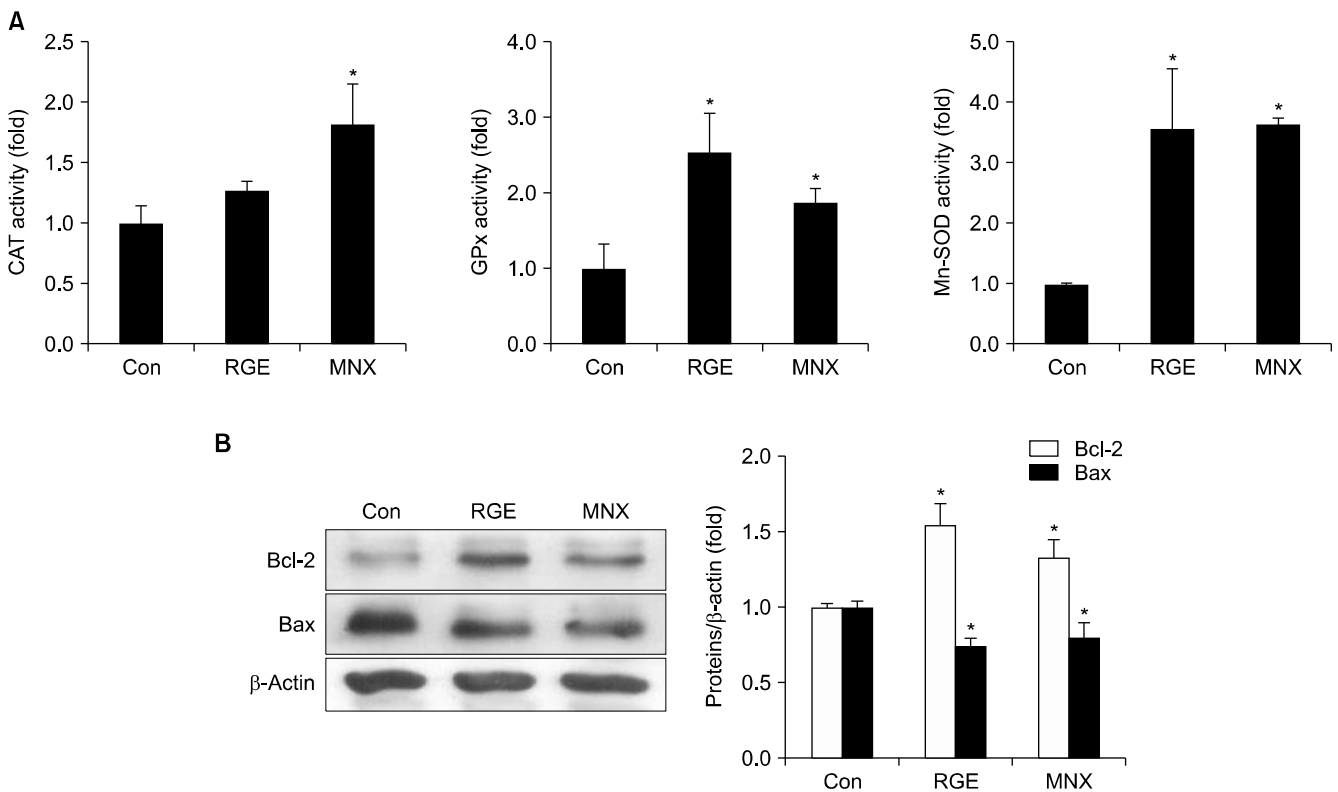 A
CAT activity (fold)
2.5
2.0
1.5
1.0
0.5
0.0
*
Con RGE MNX
GPx activity (fold)
4.0
3.0
2.0
1.0
0.0
*
*
Con RGE MNX
Mn-SOD activity (fold)
5.0
4.0
3.0
2.0
1.0
0.0
*
*
Con RGE MNX
B
Con RGE MNX
Bcl-2
Bax
β-Actin
Proteins/β-actin (fold)
2.0
1.5
1.0
0.5
0.0
Bcl-2
Bax
*
*
*
*
Con RGE MNX